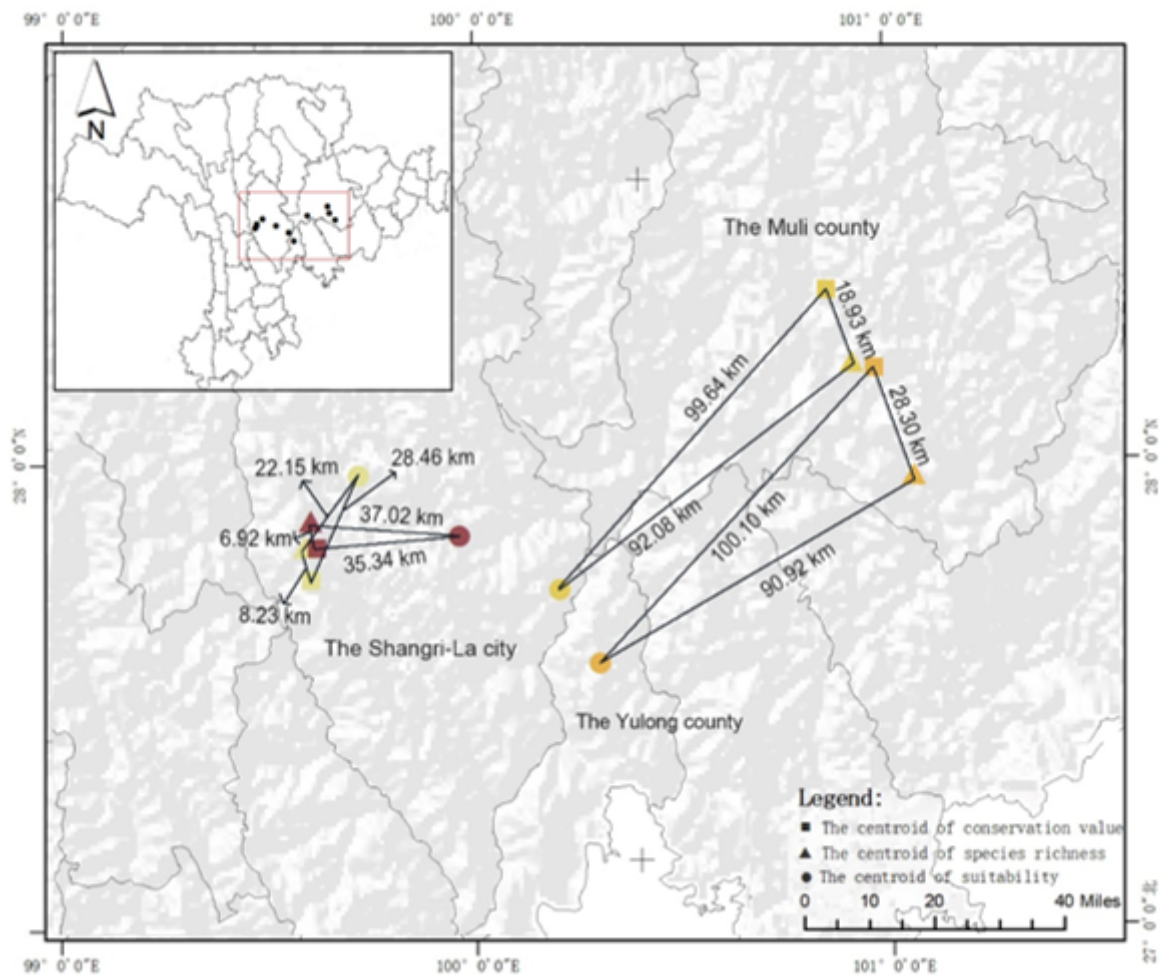 99° 0′0″E
100° 0′0″E
101° 0′0″E
N
The Muli county
18.93 km
99.64 km
28.30 km
28° 0′0″N
28° 0′0″N
22.15 km
28.46 km
37.02 km
6.92 km
35.34 km
92.08 km
100.10 km
90.92 km
8.23 km
The Shangri-La city
The Yulong county
Legend:
The centroid of conservation value
The centroid of species richness
The centroid of suitability
0 10 20 40 Miles
99° 0′0″E
100° 0′0″E
101° 0′0″E